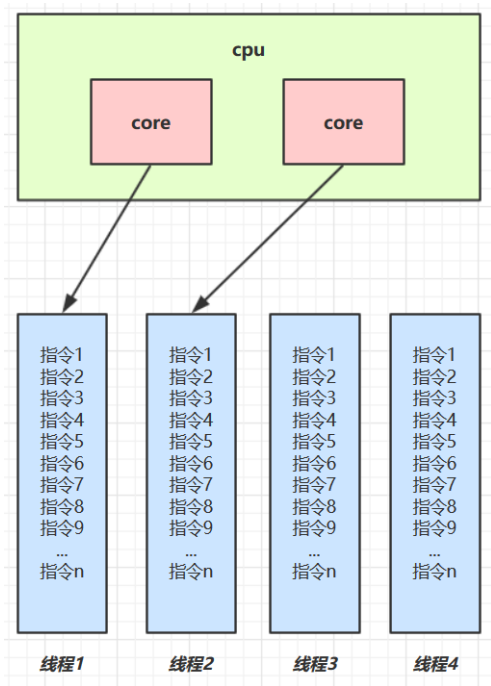 cpu
core
core
指令1
指令2
指令3
指令4
指令5
指令6
指令7
指令8
指令9
...
指令n
线程1
指令1
指令2
指令3
指令4
指令5
指令6
指令7
指令8
指令9
...
指令n
线程2
指令1
指令2
指令3
指令4
指令5
指令6
指令7
指令8
指令9
...
指令n
线程3
指令1
指令2
指令3
指令4
指令5
指令6
指令7
指令8
指令9
...
指令n
线程4